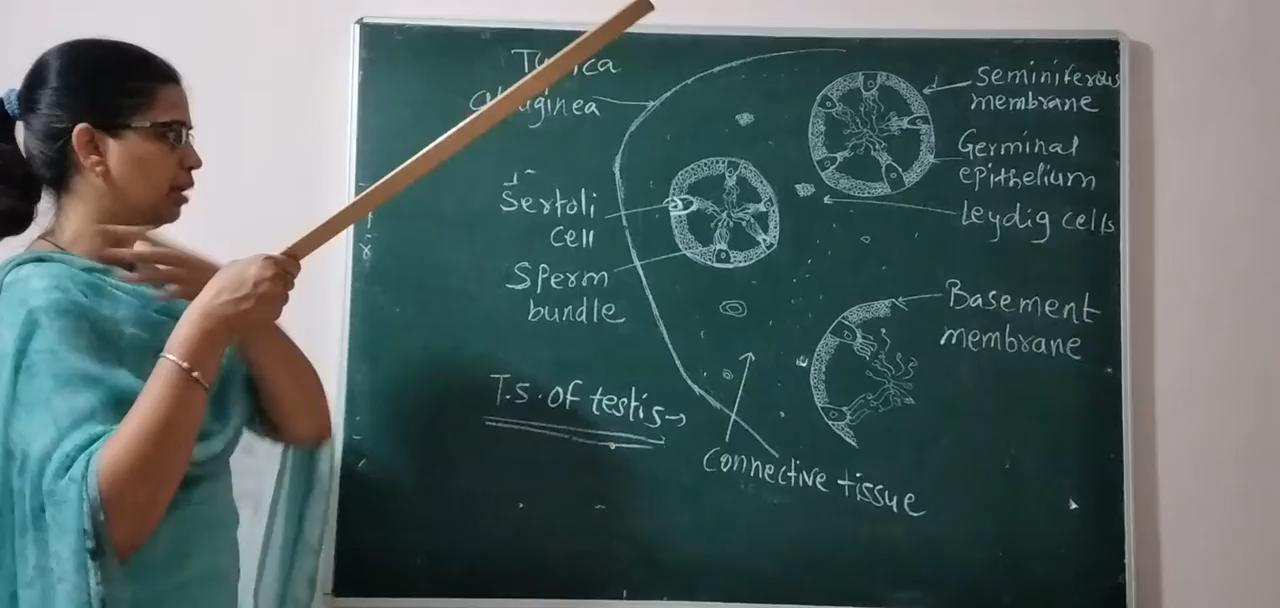 Tunica
albuginea
Sertoli
cell
Sperm
bundle
T.S. Of testis→
Seminiferous
membrane
Germinal
epithelium
Leydig cells
Basement
membrane
Connective tissue